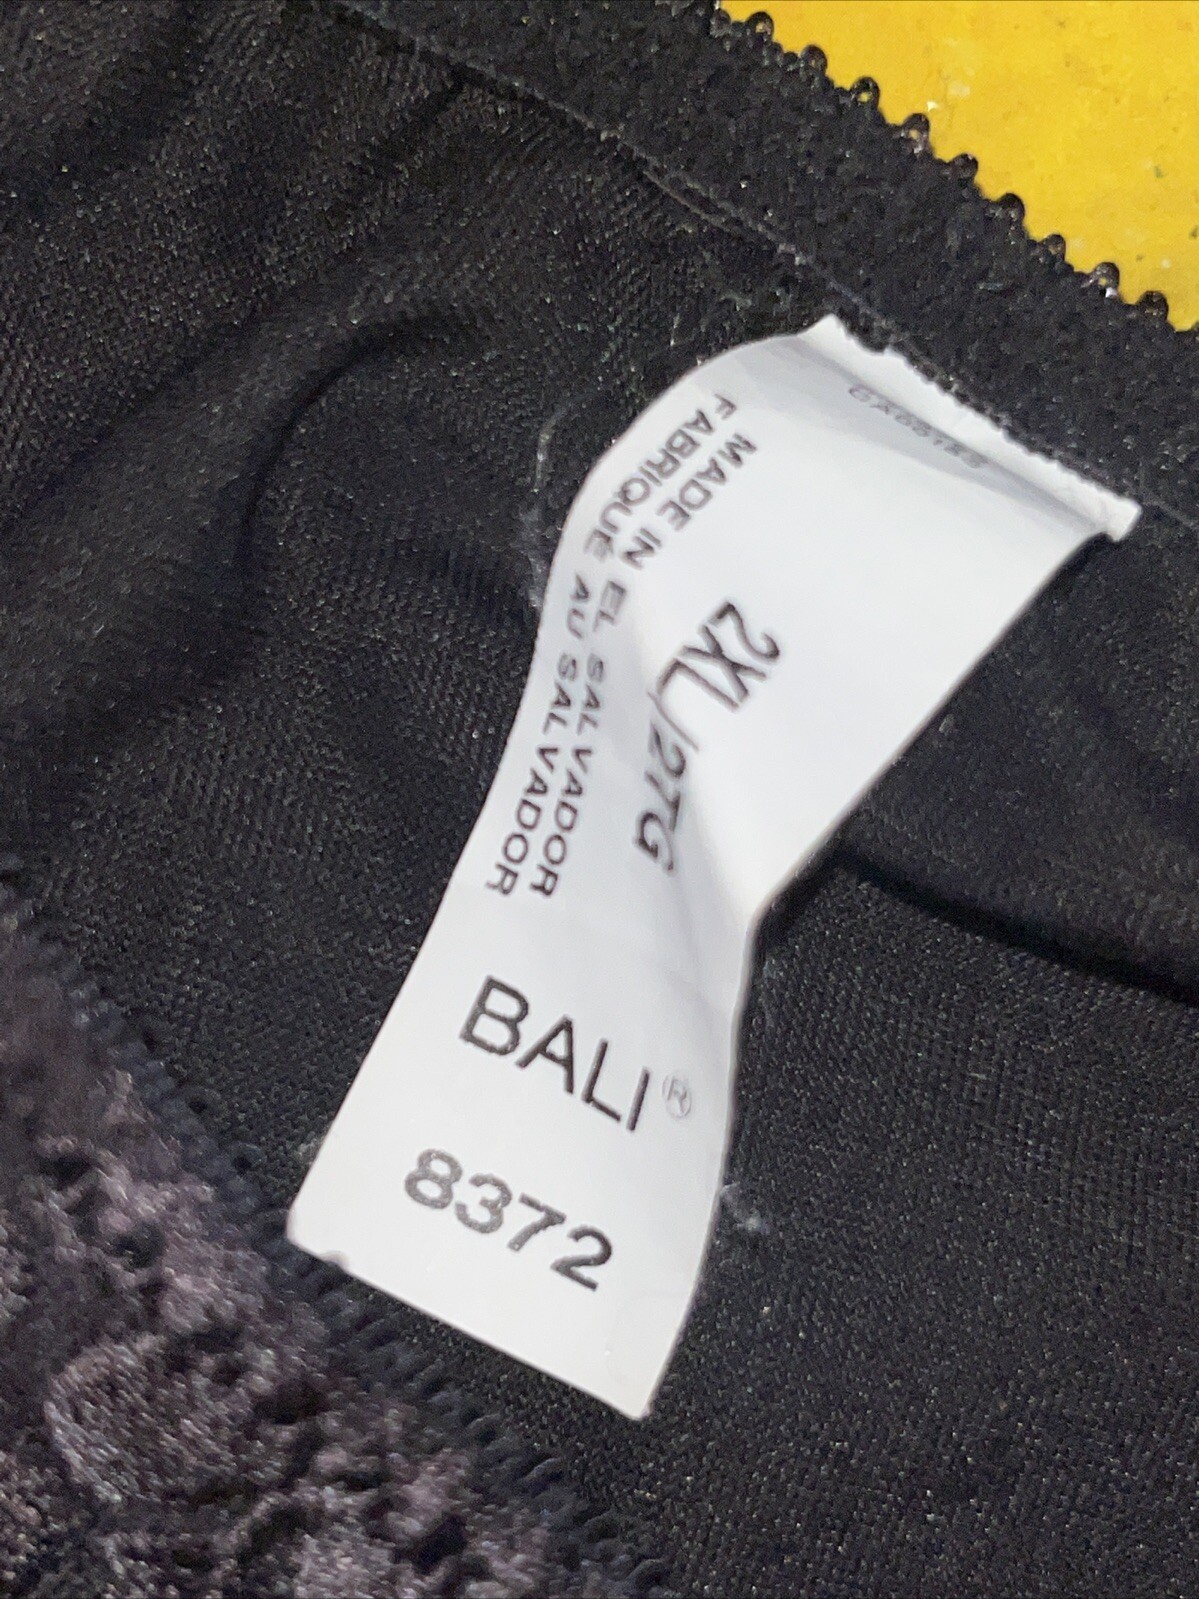 2XL/2TG
MADE IN EL SALVADOR
FABRIQUÉ AU SALVADOR
BALI®
8372